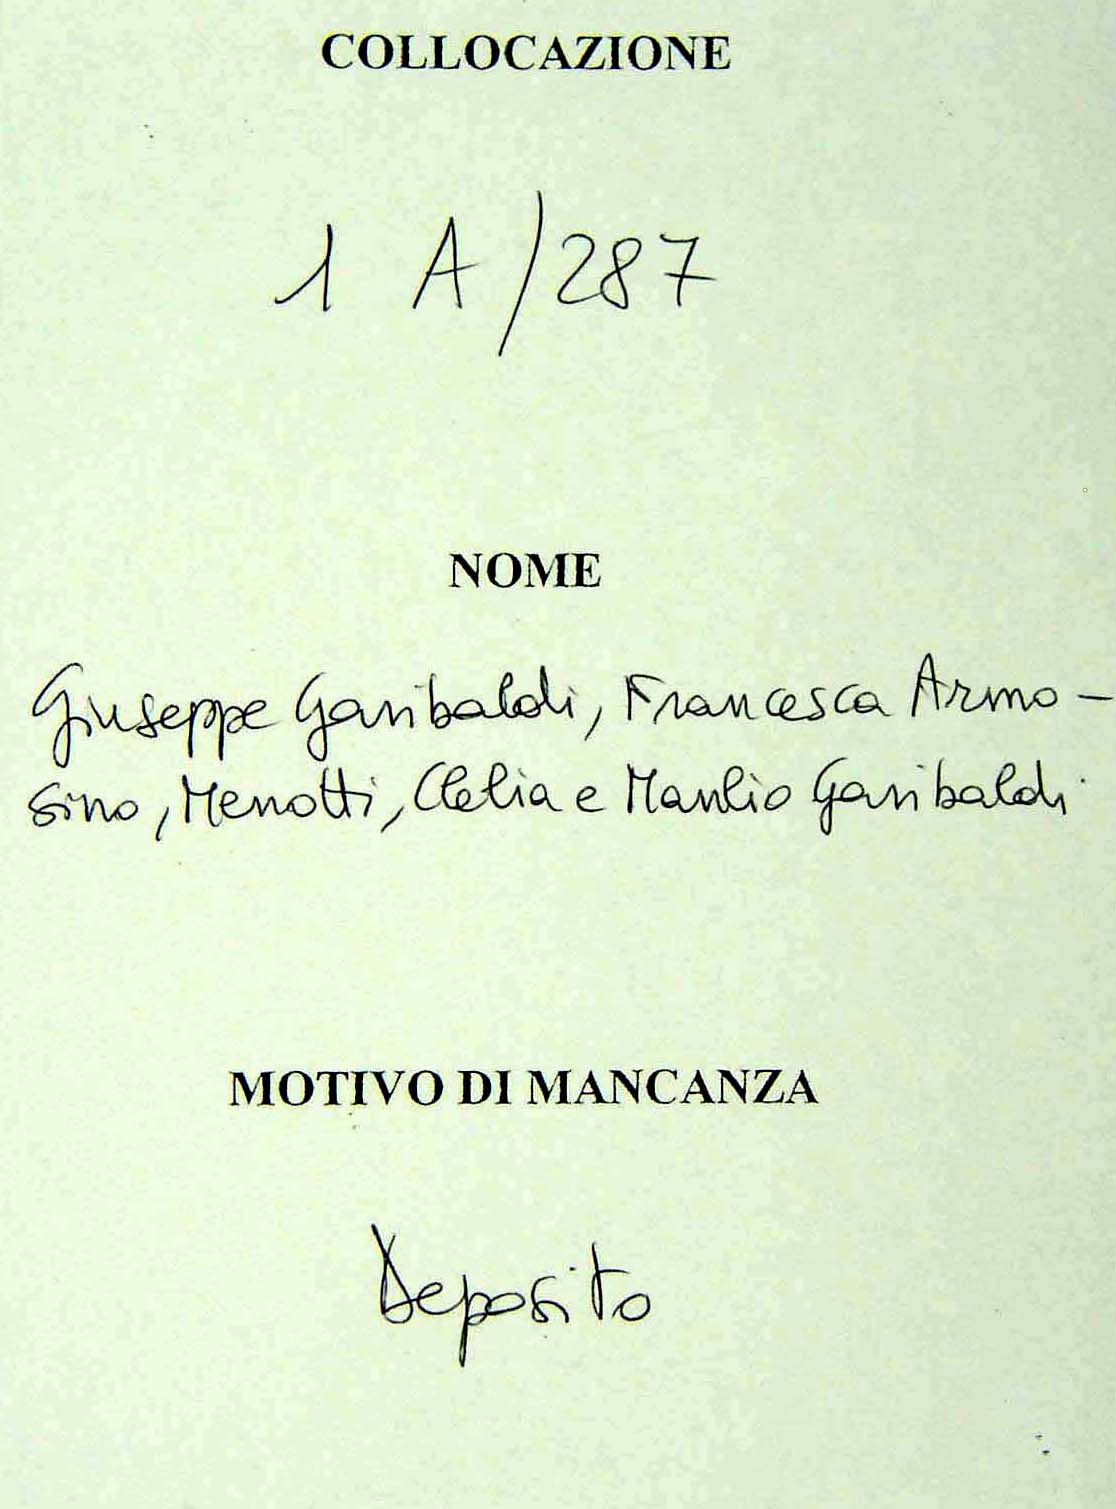 COLLOCAZIONE
1 A/287
NOME
Giuseppe Garibaldi, Francesca Armo-
sino, Menotti, Clelia e Manlio Garibaldi
MOTIVO DI MANCANZA
Deposito